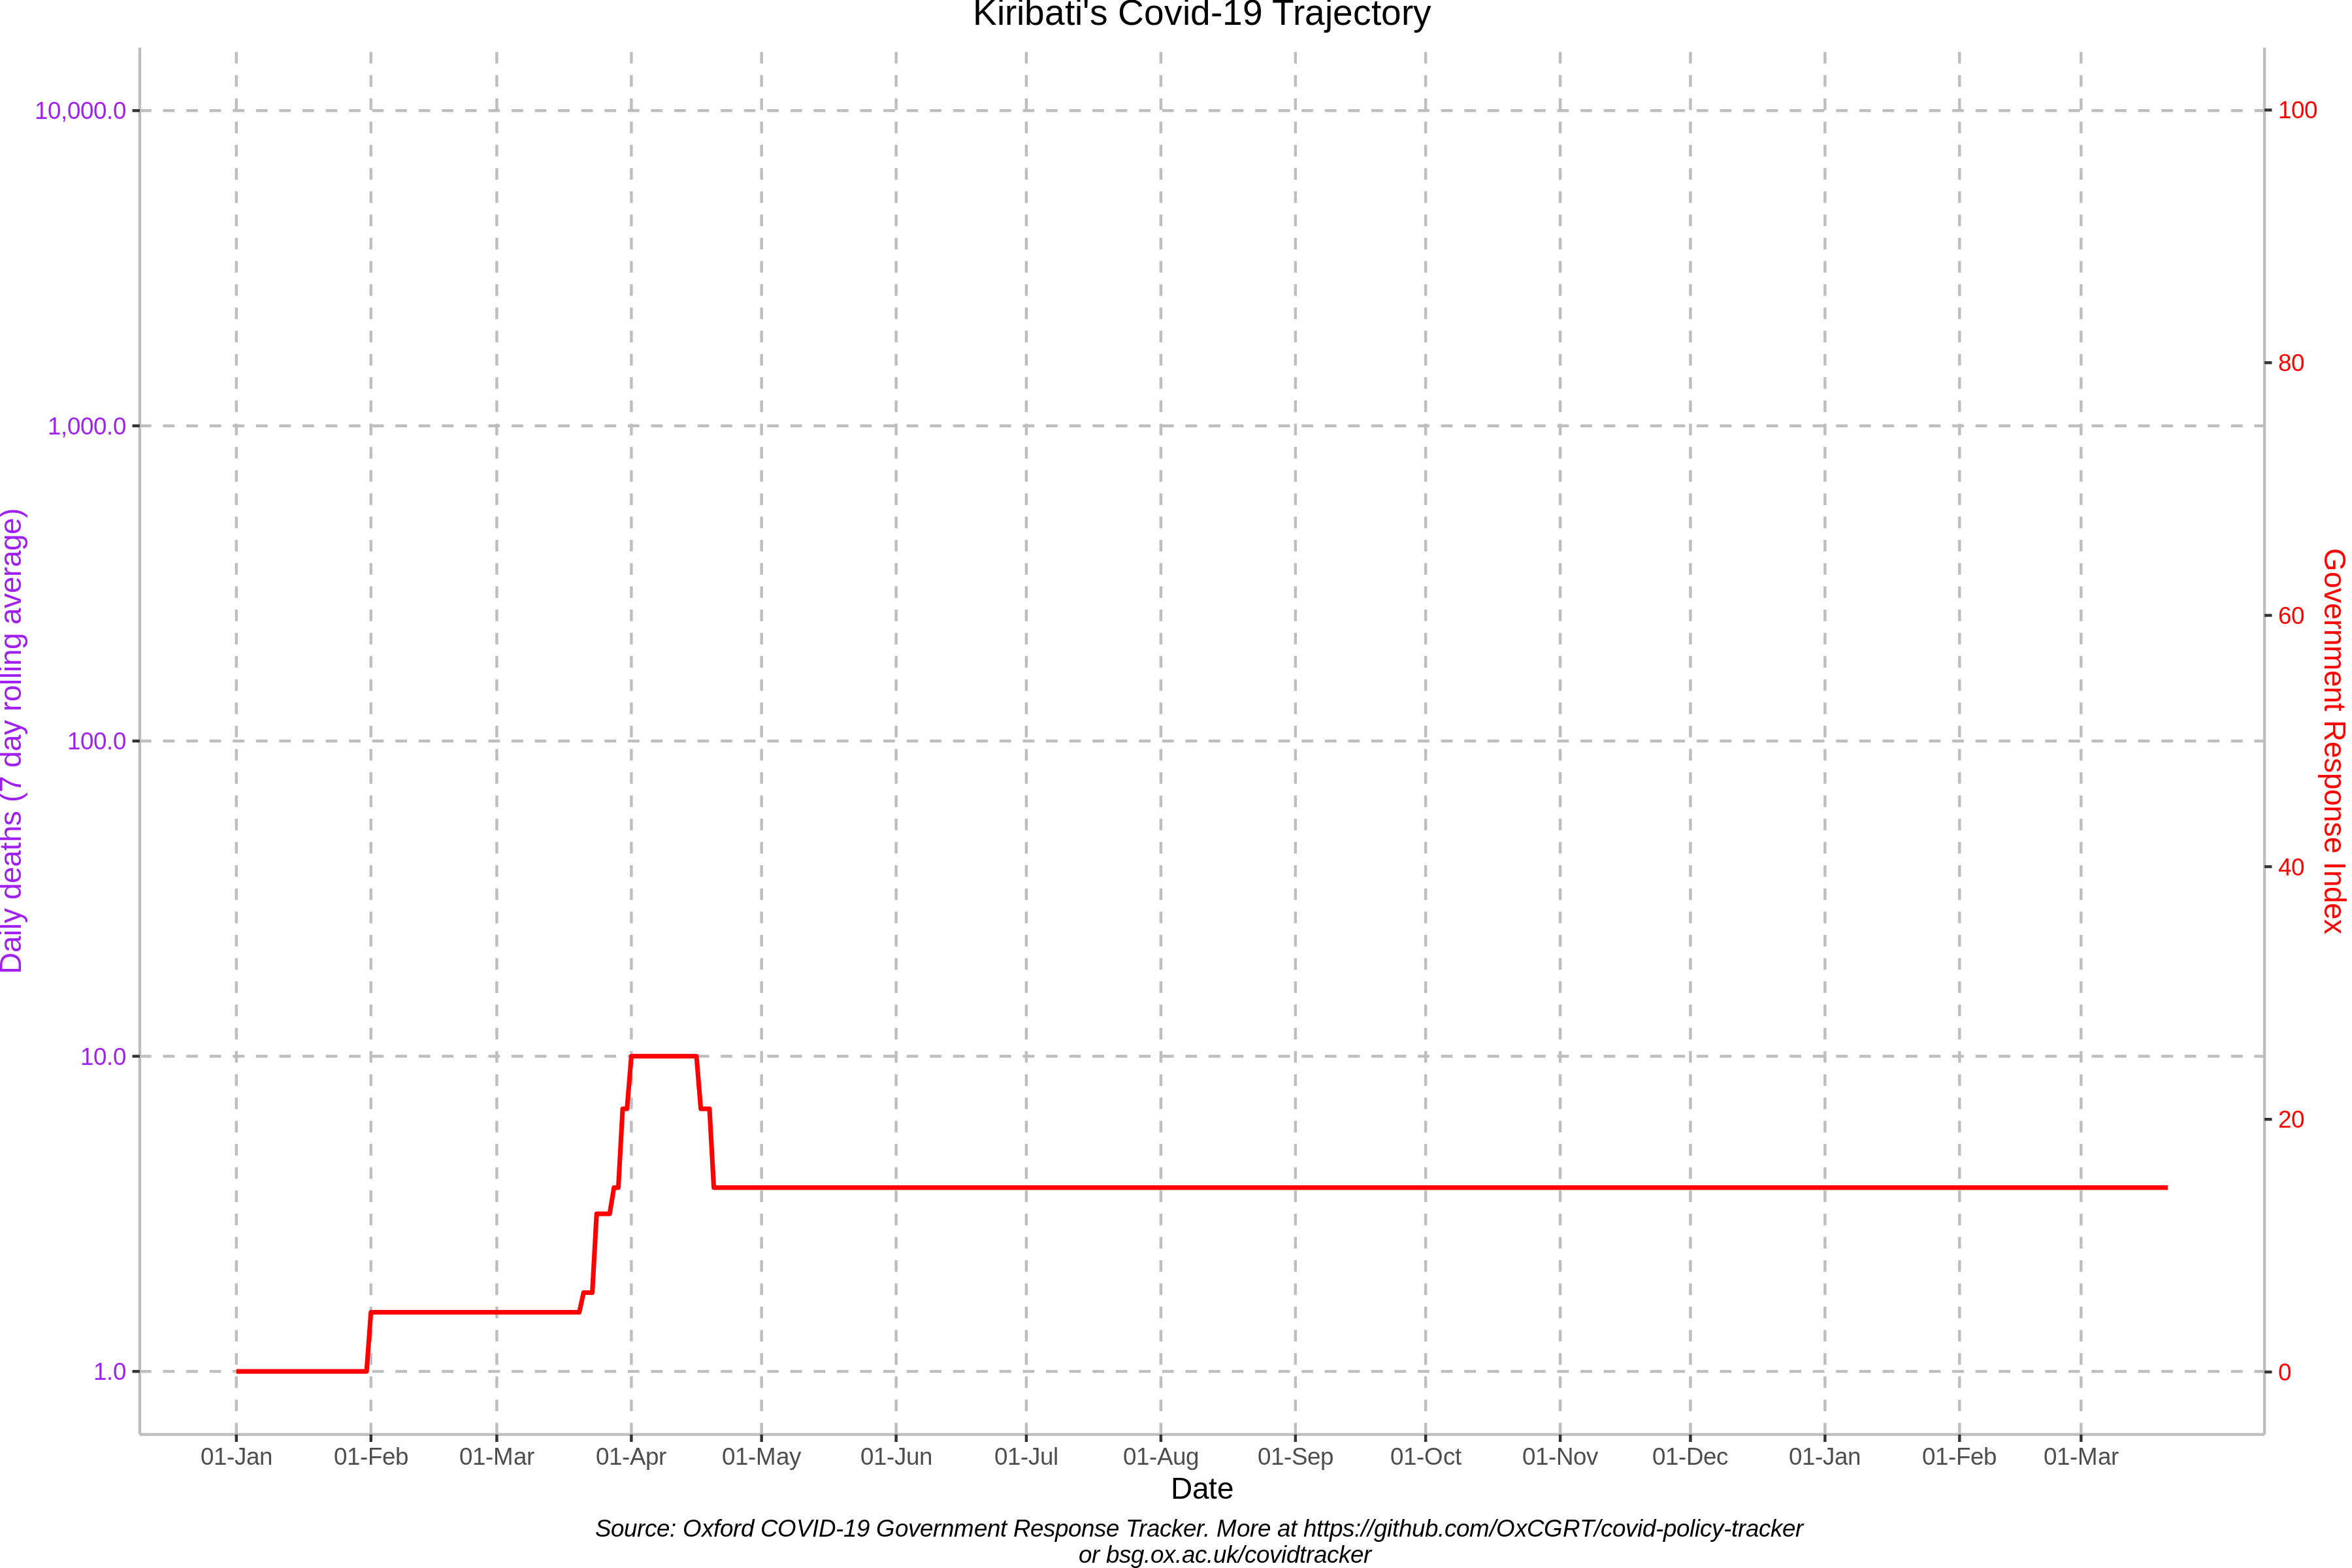 Kiribati's Covid-19 Trajectory
10,000.0
1,000.0
100.0
10.0
1.0
Daily deaths (7 day rolling average)
100
80
60
40
20
0
Government Response Index
01-Jan 01-Feb 01-Mar 01-Apr 01-May 01-Jun 01-Jul 01-Aug 01-Sep 01-Oct 01-Nov 01-Dec 01-Jan 01-Feb 01-Mar
Date
Source: Oxford COVID-19 Government Response Tracker. More at https://github.com/OxCGRT/covid-policy-tracker
or bsg.ox.ac.uk/covidtracker